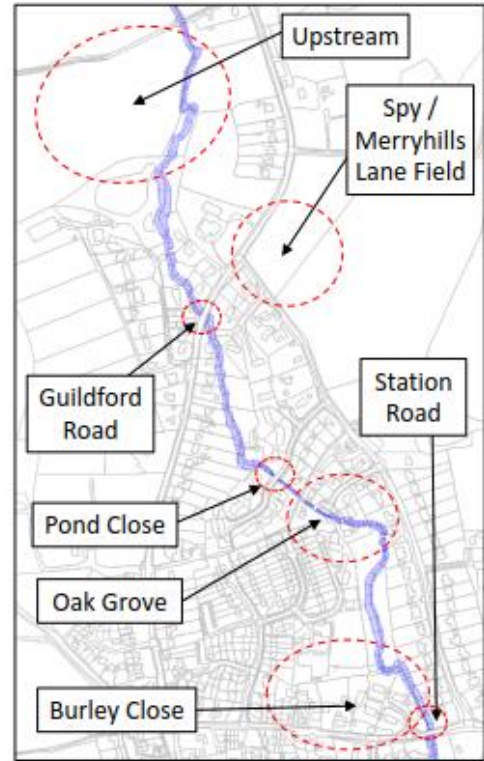 Upstream
Spy /
Merryhills
Lane Field
Guildford
Road
Station
Road
Pond Close
Oak Grove
Burley Close